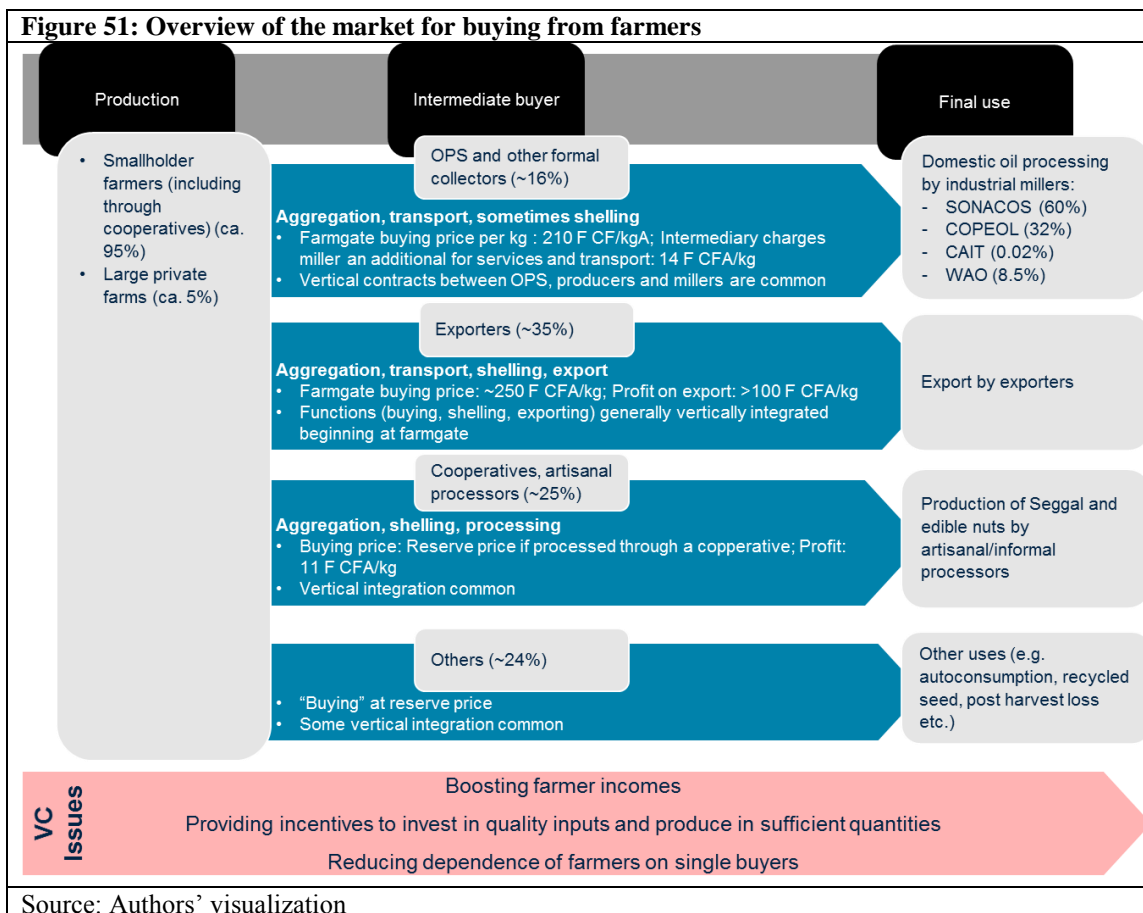 Figure 51: Overview of the market for buying from farmers
Production
Intermediate buyer
Final use
• Smallholder
farmers (including
through
cooperatives) (ca.
95%)
• Large private
farms (ca. 5%)
OPS and other formal
collectors (~16%)
Aggregation, transport, sometimes shelling
• Farmgate buying price per kg : 210 F CF/kgA; Intermediary charges
miller an additional for services and transport: 14 F CFA/kg
• Vertical contracts between OPS, producers and millers are common
Domestic oil processing
by industrial millers:
- SONACOS (60%)
- COPEOL (32%)
- CAIT (0.02%)
- WAO (8.5%)
Exporters (~35%)
Aggregation, transport, shelling, export
• Farmgate buying price: ~250 F CFA/kg; Profit on export: >100 F CFA/kg
• Functions (buying, shelling, exporting) generally vertically integrated
beginning at farmgate
Export by exporters
Cooperatives, artisanal
processors (~25%)
Aggregation, shelling, processing
• Buying price: Reserve price if processed through a copperative; Profit:
11 F CFA/kg
• Vertical integration common
Production of Seggal and
edible nuts by
artisanal/informal
processors
Others (~24%)
• “Buying” at reserve price
• Some vertical integration common
Other uses (e.g.
autoconsumption, recycled
seed, post harvest loss
etc.)
VC
Issues
Boosting farmer incomes
Providing incentives to invest in quality inputs and produce in sufficient quantities
Reducing dependence of farmers on single buyers
Source: Authors’ visualization